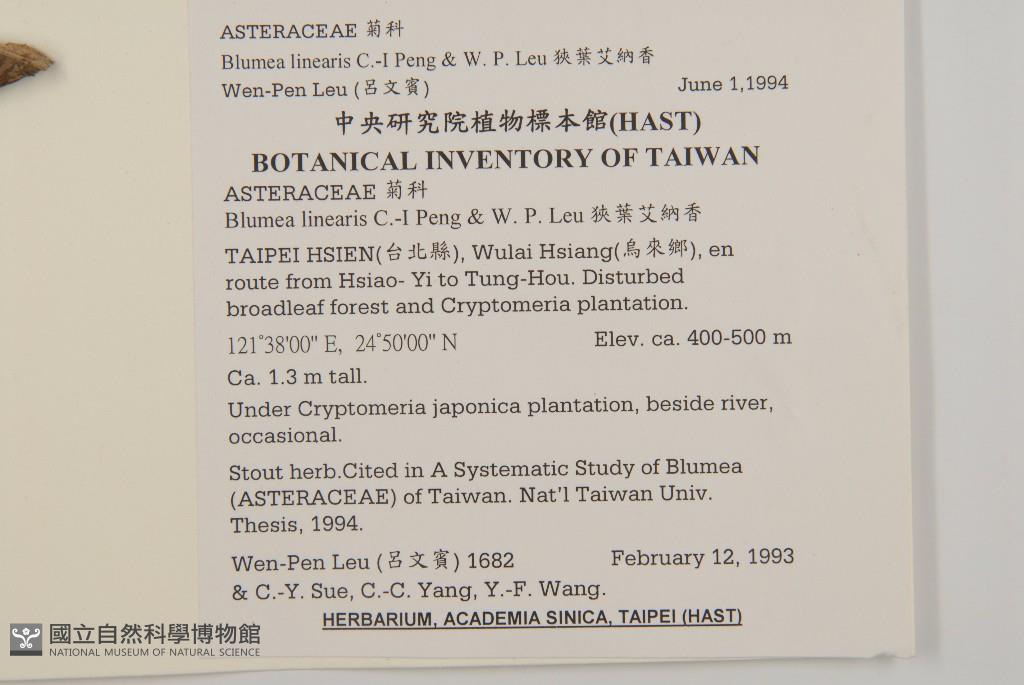 ASTERACEAE 菊科
Blumea linearis C.-I Peng & W. P. Leu 狹葉艾納香
Wen-Pen Leu (呂文賓) June 1,1994
中央研究院植物標本館(HAST)
BOTANICAL INVENTORY OF TAIWAN
ASTERACEAE 菊科
Blumea linearis C.-I Peng & W. P. Leu 狹葉艾納香
TAIPEI HSIEN(台北縣), Wulai Hsiang(烏來鄉), en
route from Hsiao- Yi to Tung-Hou. Disturbed
broadleaf forest and Cryptomeria plantation.
121°38'00" E, 24°50'00" N Elev. ca. 400-500 m
Ca. 1.3 m tall.
Under Cryptomeria japonica plantation, beside river,
occasional.
Stout herb.Cited in A Systematic Study of Blumea
(ASTERACEAE) of Taiwan. Nat'l Taiwan Univ.
Thesis, 1994.
Wen-Pen Leu (呂文賓) 1682 February 12, 1993
& C.-Y. Sue, C.-C. Yang, Y.-F. Wang.
HERBARIUM, ACADEMIA SINICA, TAIPEI (HAST)
國立自然科學博物館
NATIONAL MUSEUM OF NATURAL SCIENCE